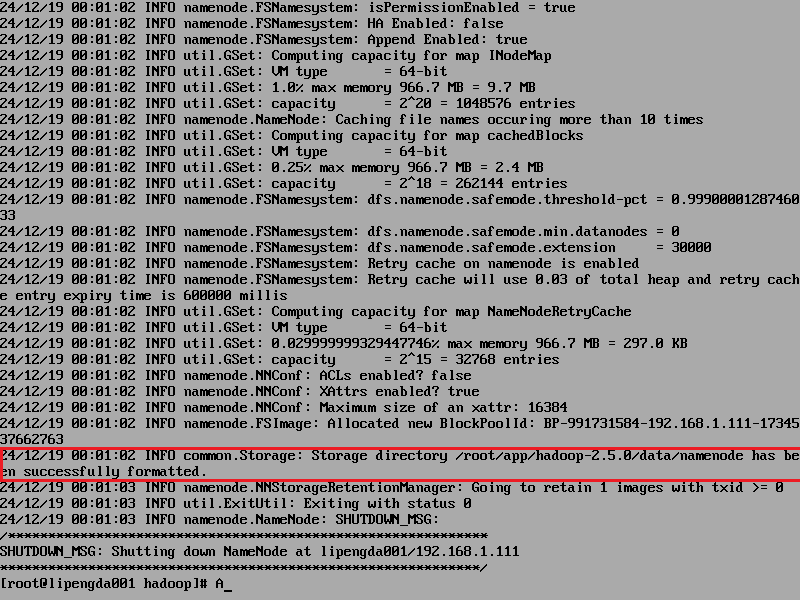 24/12/19 00:01:02 INFO namenode.FSNamesystem: isPermissionEnabled = true
24/12/19 00:01:02 INFO namenode.FSNamesystem: HA Enabled: false
24/12/19 00:01:02 INFO namenode.FSNamesystem: Append Enabled: true
24/12/19 00:01:02 INFO util.GSet: Computing capacity for map INodeMap
24/12/19 00:01:02 INFO util.GSet: VM type       = 64-bit
24/12/19 00:01:02 INFO util.GSet: 1.0% max memory 966.7 MB = 9.7 MB
24/12/19 00:01:02 INFO util.GSet: capacity      = 2^20 = 1048576 entries
24/12/19 00:01:02 INFO namenode.NameNode: Caching file names occuring more than 10 times
24/12/19 00:01:02 INFO util.GSet: Computing capacity for map cachedBlocks
24/12/19 00:01:02 INFO util.GSet: VM type       = 64-bit
24/12/19 00:01:02 INFO util.GSet: 0.25% max memory 966.7 MB = 2.4 MB
24/12/19 00:01:02 INFO util.GSet: capacity      = 2^18 = 262144 entries
24/12/19 00:01:02 INFO namenode.FSNamesystem: dfs.namenode.safemode.threshold-pct = 0.99900001287460
33
24/12/19 00:01:02 INFO namenode.FSNamesystem: dfs.namenode.safemode.min.datanodes = 0
24/12/19 00:01:02 INFO namenode.FSNamesystem: dfs.namenode.safemode.extension     = 30000
24/12/19 00:01:02 INFO namenode.FSNamesystem: Retry cache on namenode is enabled
24/12/19 00:01:02 INFO namenode.FSNamesystem: Retry cache will use 0.03 of total heap and retry cach
e entry expiry time is 600000 millis
24/12/19 00:01:02 INFO util.GSet: Computing capacity for map NameNodeRetryCache
24/12/19 00:01:02 INFO util.GSet: VM type       = 64-bit
24/12/19 00:01:02 INFO util.GSet: 0.029999999329447746% max memory 966.7 MB = 297.0 KB
24/12/19 00:01:02 INFO util.GSet: capacity      = 2^15 = 32768 entries
24/12/19 00:01:02 INFO namenode.NNConf: ACLs enabled? false
24/12/19 00:01:02 INFO namenode.NNConf: XAttrs enabled? true
24/12/19 00:01:02 INFO namenode.NNConf: Maximum size of an xattr: 16384
24/12/19 00:01:02 INFO namenode.FSImage: Allocated new BlockPoolId: BP-991731584-192.168.1.111-17345
37662763
24/12/19 00:01:02 INFO common.Storage: Storage directory /root/app/hadoop-2.5.0/data/namenode has be
en successfully formatted.
24/12/19 00:01:03 INFO namenode.NNStorageRetentionManager: Going to retain 1 images with txid >= 0
24/12/19 00:01:03 INFO util.ExitUtil: Exiting with status 0
24/12/19 00:01:03 INFO namenode.NameNode: SHUTDOWN_MSG:
/************************************************************
SHUTDOWN_MSG: Shutting down NameNode at lipengda001/192.168.1.111
************************************************************/
[root@lipengda001 hadoop]# A_